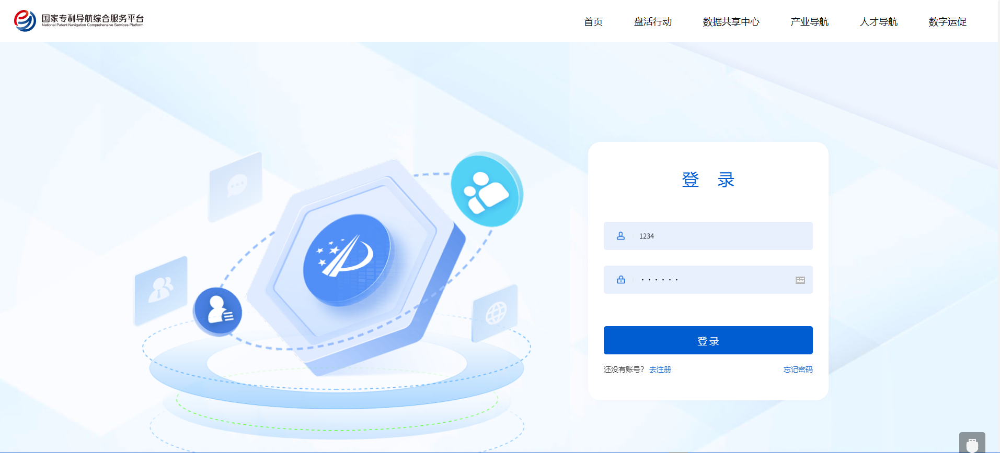 国家专利导航综合服务平台
National Patent Navigation Comprehensive Services Platform
首页 盘活行动 数据共享中心 产业导航 人才导航 数字运促
登 录
1234
······
登录
还没有账号? 去注册 忘记密码